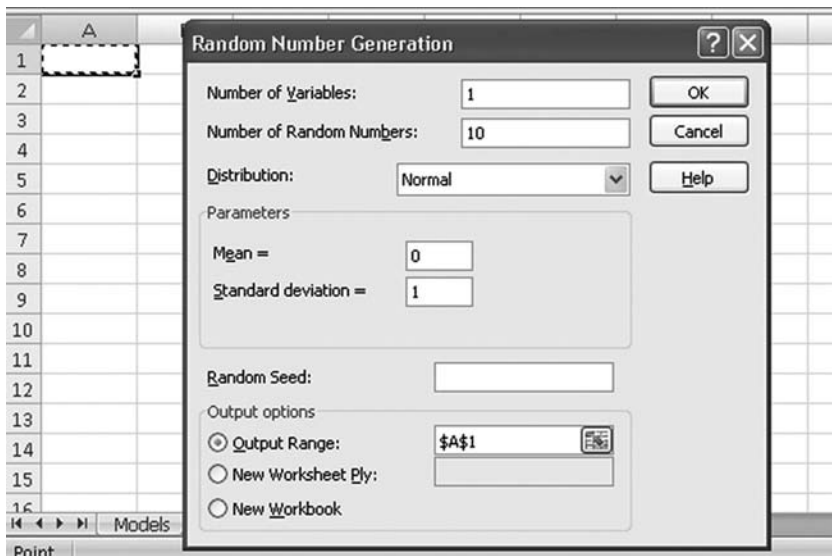 A
Random Number Generation
1
2
3
4
5
6
7
8
9
10
11
12
13
14
15
16
Number of Variables: 1
OK
Number of Random Numbers: 10
Cancel
Distribution: Normal
Help
Parameters
Mean = 0
Standard deviation = 1
Random Seed:
Output options
Output Range: $A$1
New Worksheet Ply:
New Workbook
Models
Point